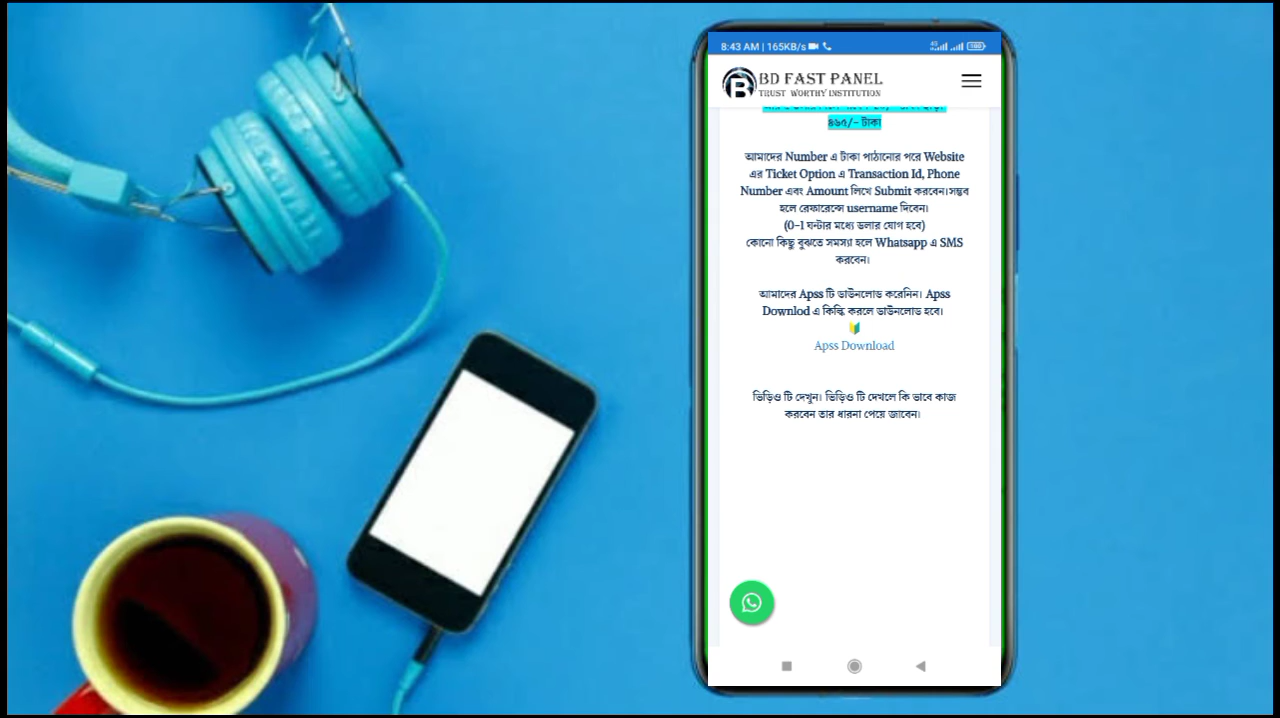 8:43 AM | 165KB/s
BD FAST PANEL
TRUST WORTHY INSTITUTION
৪৬৫/- টাকা
আমাদের Number এ টাকা পাঠানোর পরে Website
এর Ticket Option এ Transaction Id, Phone
Number এবং Amount লিখে Submit করবেন।সম্ভব
হলে রেফারেন্সে username দিবেন।
(0-1 ঘন্টার মধ্যে ডলার যোগ হবে)
কোনো কিছু বুঝতে সমস্যা হলে Whatsapp এ SMS
করবেন।
আমাদের Apss টি ডাউনলোড করেনিন। Apss
Downlod এ কিল্কি করলে ডাউনলোড হবে।
Apss Download
ভিড়িও টি দেখুন। ভিড়িও টি দেখলে কি ভাবে কাজ
করবেন তার ধারনা পেয়ে জাবেন।